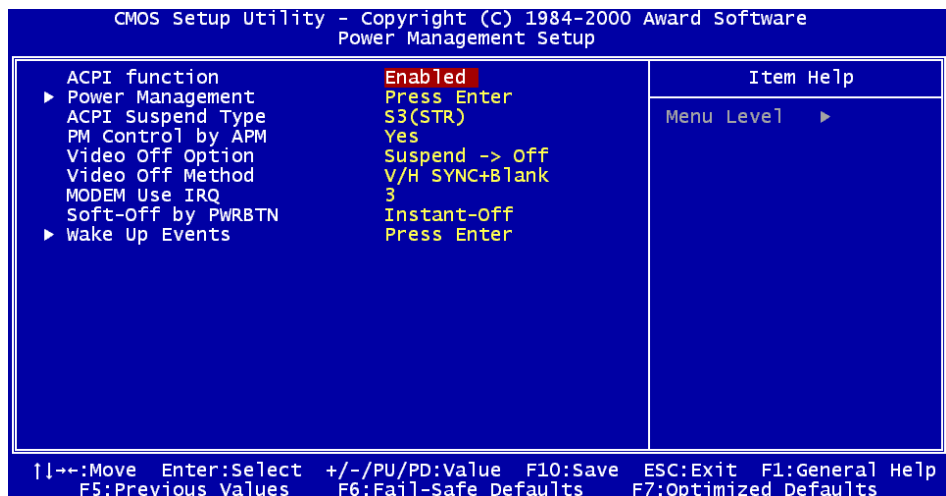 CMOS Setup Utility - Copyright (C) 1984-2000 Award Software
Power Management Setup
ACPI function Enabled
▶ Power Management Press Enter
ACPI Suspend Type S3(STR)
PM Control by APM Yes
Video Off Option Suspend -> Off
Video Off Method V/H SYNC+Blank
MODEM Use IRQ 3
Soft-Off by PWRBTN Instant-Off
▶ Wake Up Events Press Enter
Item Help
Menu Level ▶
↑↓→←:Move Enter:Select +/-/PU/PD:Value F10:Save ESC:Exit F1:General Help
F5:Previous Values F6:Fail-Safe Defaults F7:Optimized Defaults